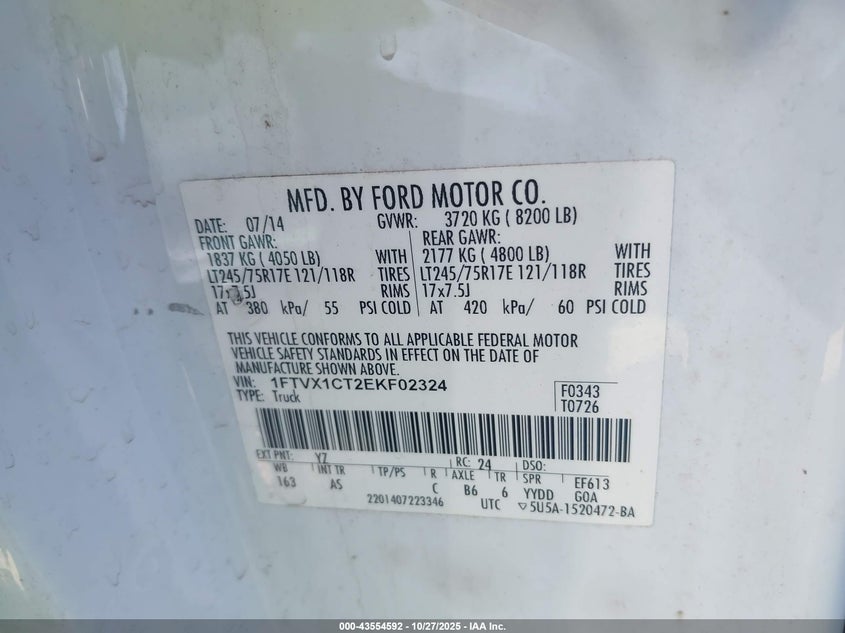 MFD. BY FORD MOTOR CO.
DATE: 07/14 GVWR: 3720 KG ( 8200 LB)
FRONT GAWR: REAR GAWR:
1837 KG ( 4050 LB) WITH 2177 KG ( 4800 LB) WITH
LT245/75R17E 121/118R TIRES LT245/75R17E 121/118R TIRES
17x7.5J RIMS 17x7.5J RIMS
AT 380 kPa/ 55 PSI COLD AT 420 kPa/ 60 PSI COLD
THIS VEHICLE CONFORMS TO ALL APPLICABLE FEDERAL MOTOR
VEHICLE SAFETY STANDARDS IN EFFECT ON THE DATE OF
MANUFACTURE SHOWN ABOVE.
VIN: 1FTVX1CT2EKF02324
TYPE: Truck
F0343
T0726
EXT PNT: YZ RC: 24 DSO:
WB INT TR TP/PS R AXLE TR SPR EF613
163 AS C B6 6 YYDD GOA
2201407223346 UTC ▽5U5A-1520472-BA
000-43554592 - 10/27/2025 - IAA Inc.